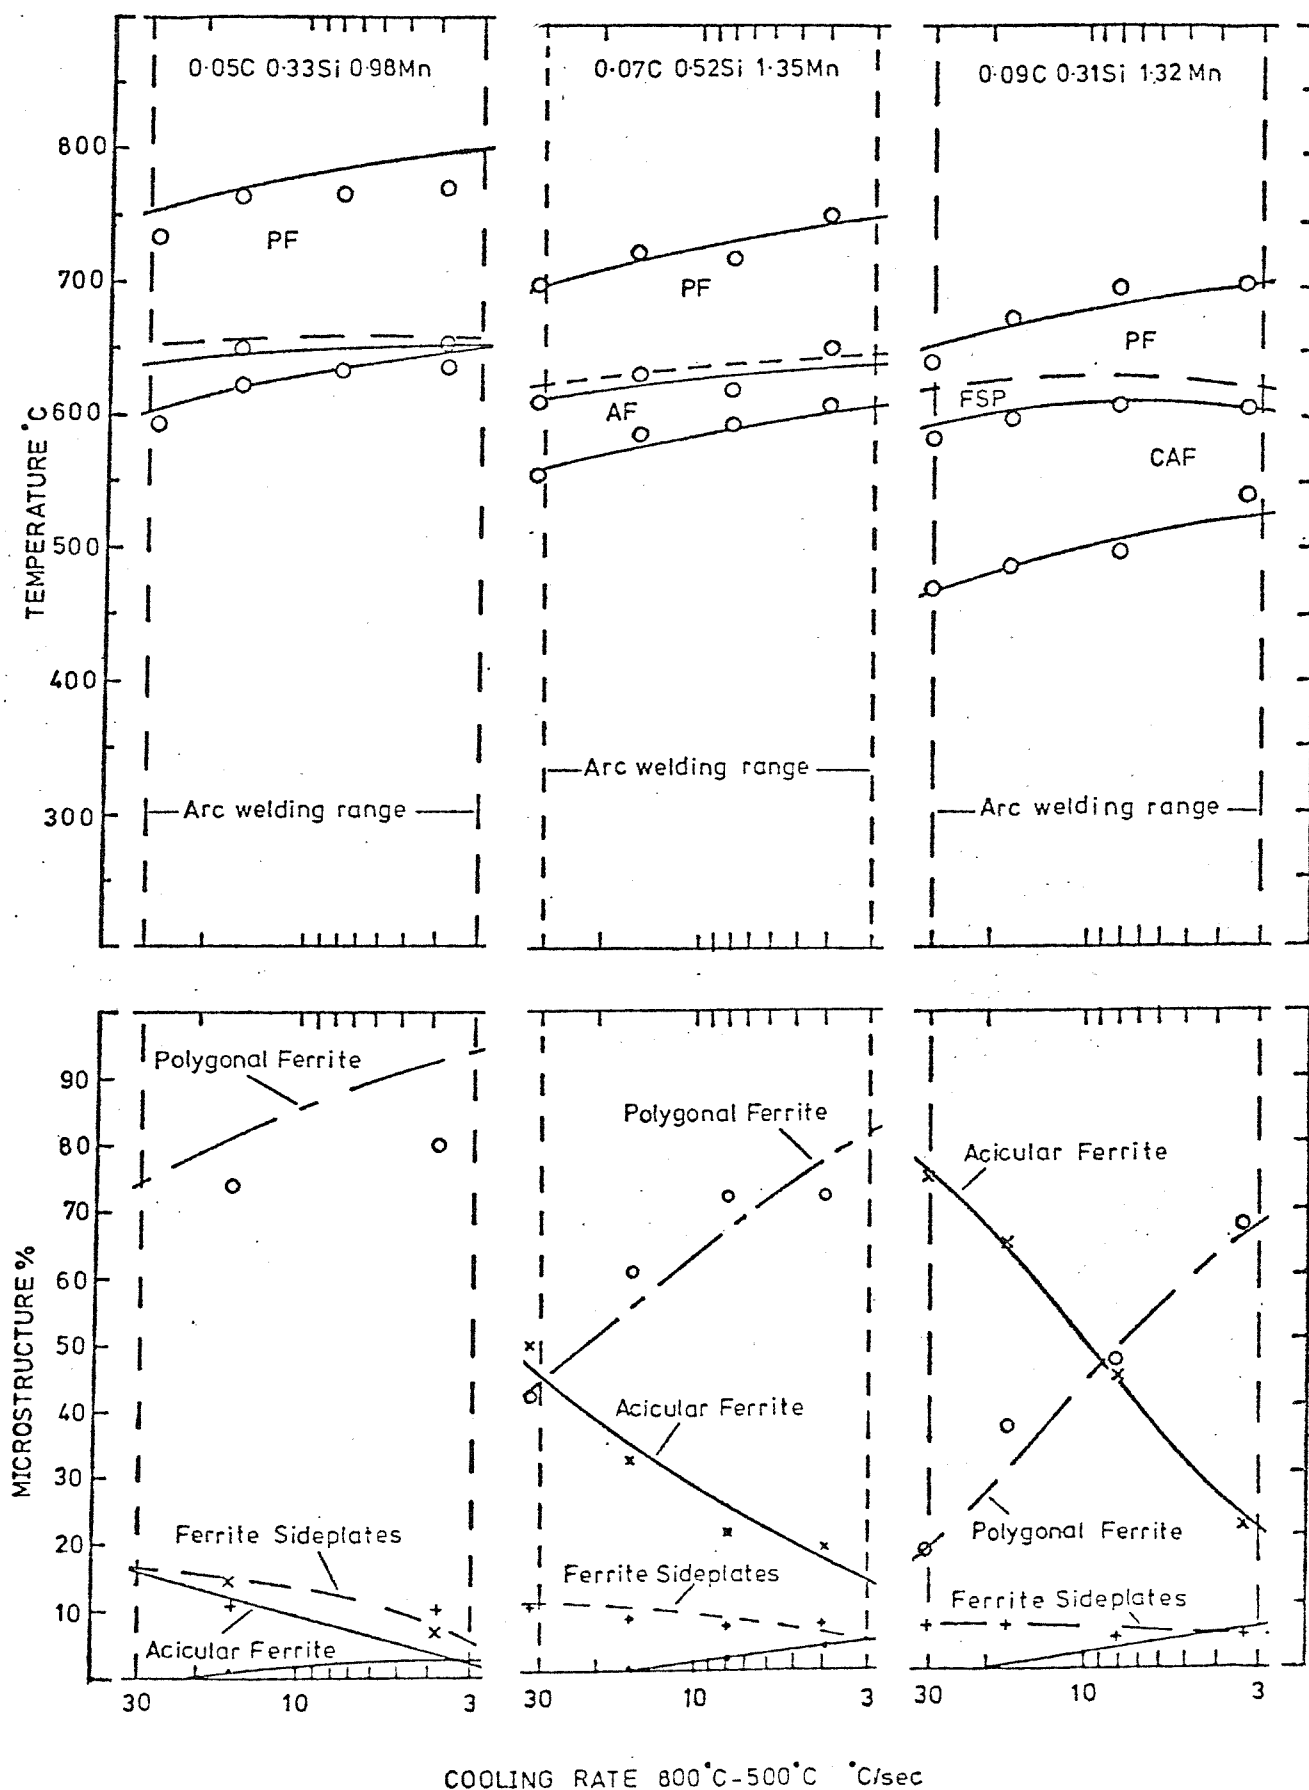 0·05C 0·33Si 0·98Mn
0·07C 0·52Si 1·35Mn
0·09C 0·31Si 1·32Mn
800
700
600
500
400
300
TEMPERATURE °C
PF
PF
AF
PF
FSP
CAF
Arc welding range
Arc welding range
Arc welding range
90
80
70
60
50
40
30
20
10
MICROSTRUCTURE %
Polygonal Ferrite
Ferrite Sideplates
Acicular Ferrite
Polygonal Ferrite
Acicular Ferrite
Ferrite Sideplates
Acicular Ferrite
Polygonal Ferrite
Ferrite Sideplates
30 10 3
30 10 3
30 10 3
COOLING RATE 800°C-500°C °C/sec